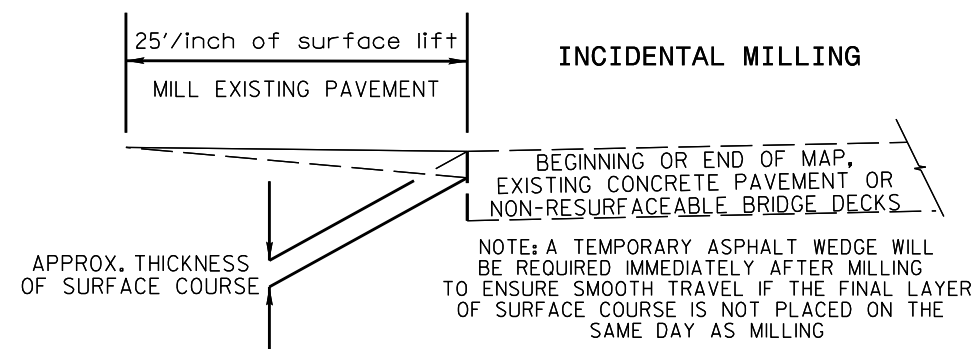 25'/inch of surface lift
MILL EXISTING PAVEMENT
INCIDENTAL MILLING
BEGINNING OR END OF MAP,
EXISTING CONCRETE PAVEMENT OR
NON-RESURFACEABLE BRIDGE DECKS
APPROX. THICKNESS
OF SURFACE COURSE
NOTE: A TEMPORARY ASPHALT WEDGE WILL
BE REQUIRED IMMEDIATELY AFTER MILLING
TO ENSURE SMOOTH TRAVEL IF THE FINAL LAYER
OF SURFACE COURSE IS NOT PLACED ON THE
SAME DAY AS MILLING